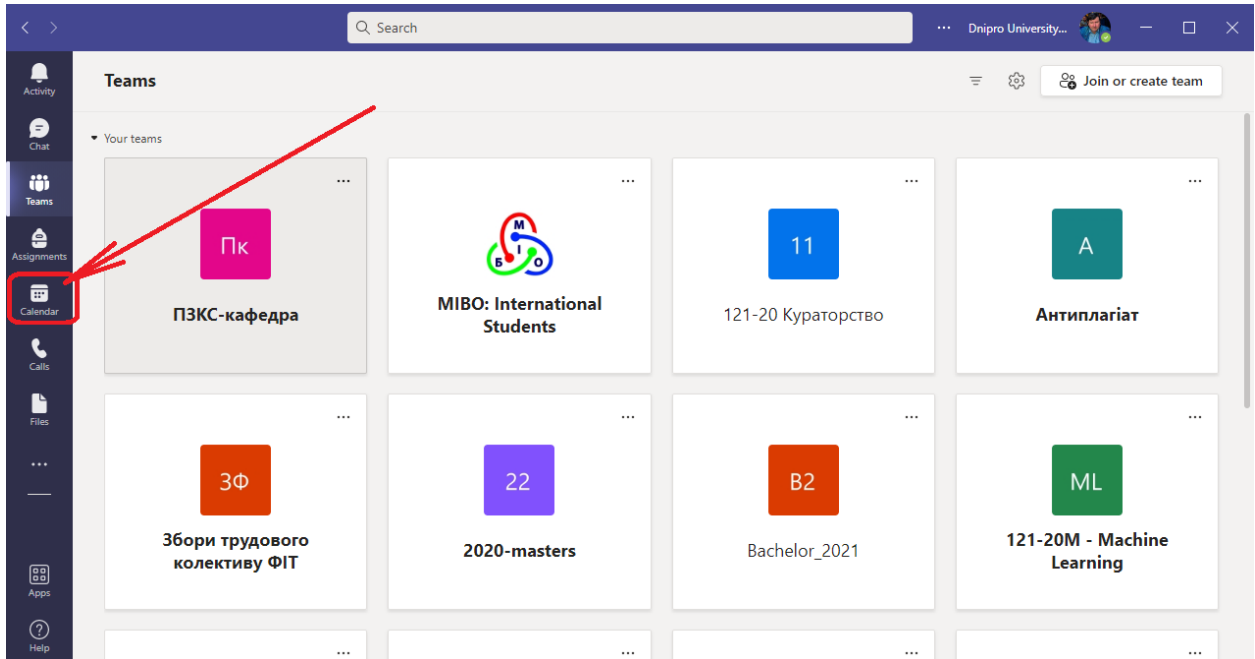 Search
Dnipro University...
Activity
Chat
Teams
Assignments
Calendar
Calls
Files
Apps
Help
Teams
Join or create team
Your teams
Пк
ПЗКС-кафедра
М
І
Б О
MIBO: International
Students
11
121-20 Кураторство
А
Антиплагіат
ЗФ
Збори трудового
колективу ФІТ
22
2020-masters
B2
Bachelor_2021
ML
121-20M - Machine
Learning